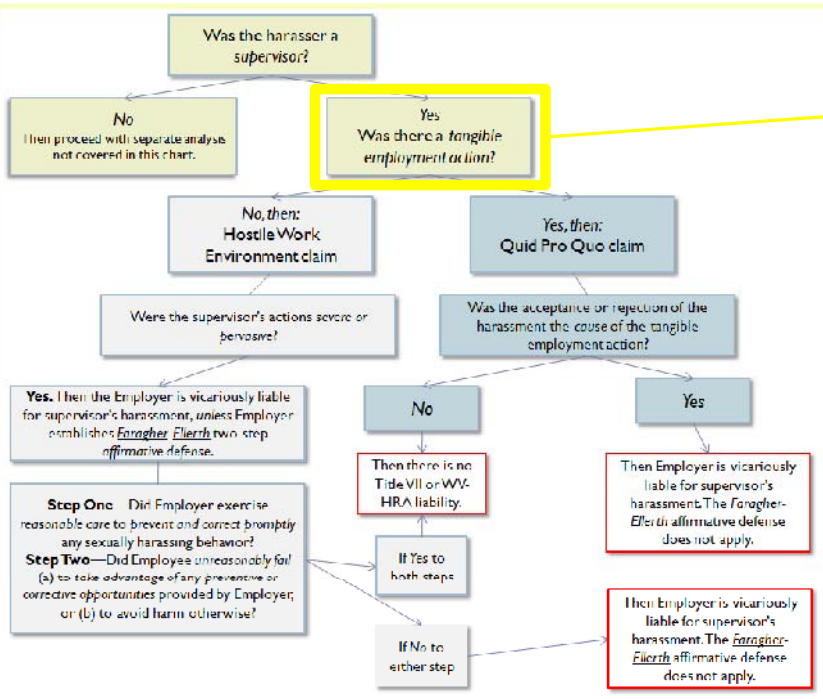 Was the harasser a
supervisor?
No
Then proceed with separate analysis
not covered in this chart.
Yes
Was there a tangible
employment action?
No, then:
Hostile Work
Environment claim
Yes, then:
Quid Pro Quo claim
Were the supervisor's actions severe or
pervasive?
Was the acceptance or rejection of the
harassment the cause of the tangible
employment action?
Yes. Then the Employer is vicariously liable
for supervisor's harassment, unless Employer
establishes Faragher Ellerth two step
affirmative defense.
No
Yes
Then there is no
Title VII or WV-
HRA liability.
Then Employer is vicariously
liable for supervisor's
harassment. The Faragher-
Ellerth affirmative defense
does not apply.
Step One Did Employer exercise
reasonable care to prevent and correct promptly
any sexually harassing behavior?
Step Two—Did Employee unreasonably fail
(a) to take advantage of any preventive or
corrective opportunities provided by Employer,
or (b) to avoid harm otherwise?
If Yes to
both steps
If No to
either step
Then Employer is vicariously
liable for supervisor's
harassment. The Faragher-
Ellerth affirmative defense
does not apply.